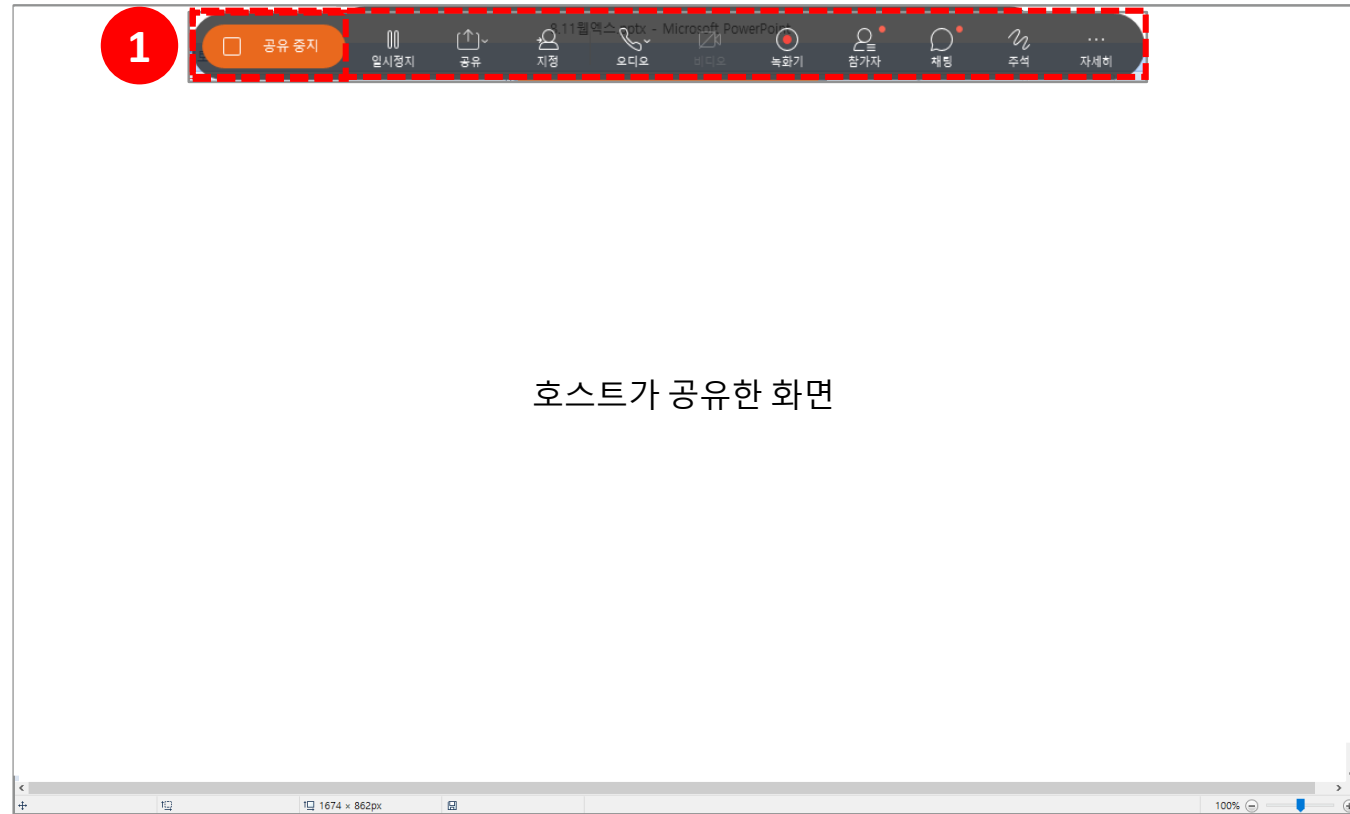 1
8.11웹엑스.pptx - Microsoft PowerPoint
공유 중지
일시정지
공유
지정
오디오
비디오
녹화기
참가자
채팅
주석
자세히
호스트가 공유한 화면
1674 × 862px
100%